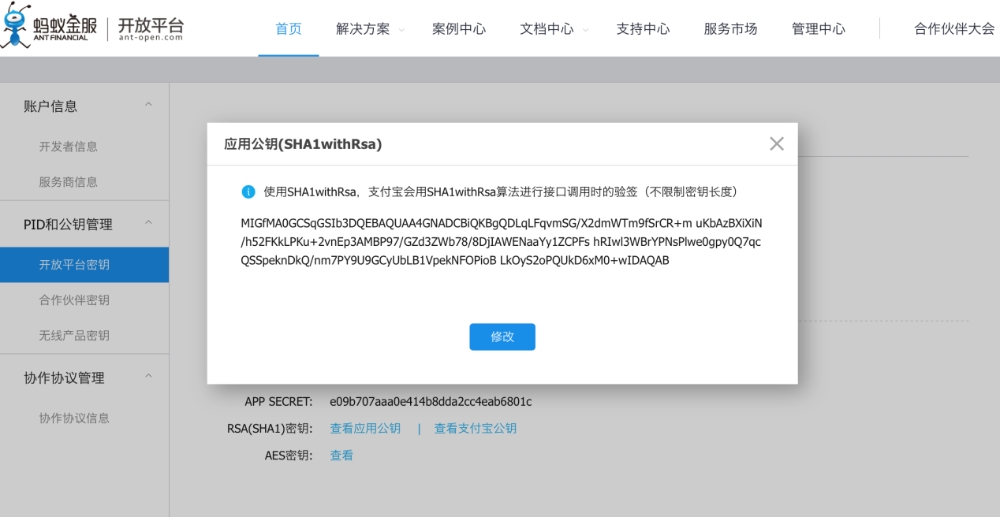 蚂蚁金服
ANT FINANCIAL
开放平台
ant-open.com
首页 解决方案 案例中心 文档中心 支持中心 服务市场 管理中心 合作伙伴大会
账户信息
开发者信息
服务商信息
PID和公钥管理
开放平台密钥
合作伙伴密钥
无线产品密钥
协作协议管理
协作协议信息
应用公钥(SHA1withRsa)
使用SHA1withRsa，支付宝会用SHA1withRsa算法进行接口调用时的验签（不限制密钥长度）
MIGfMA0GCSqGSIb3DQEBAQUAA4GNADCBiQKBgQDLqLFqvmSG/X2dmWTm9fSrCR+m uKbAzBXiXiN
/h52FKkLPKu+2vnEp3AMBP97/GZd3ZWb78/8DjIAWENaaYy1ZCPFs hRIwl3WBrYPNsPlwe0gpy0Q7qc
QSSpeknDkQ/nm7PY9U9GCyUbLB1VpekNFOPioB LkOyS2oPQUkD6xM0+wIDAQAB
修改
APP SECRET: e09b707aaa0e414b8dda2cc4eab6801c
RSA(SHA1)密钥: 查看应用公钥 | 查看支付宝公钥
AES密钥: 查看